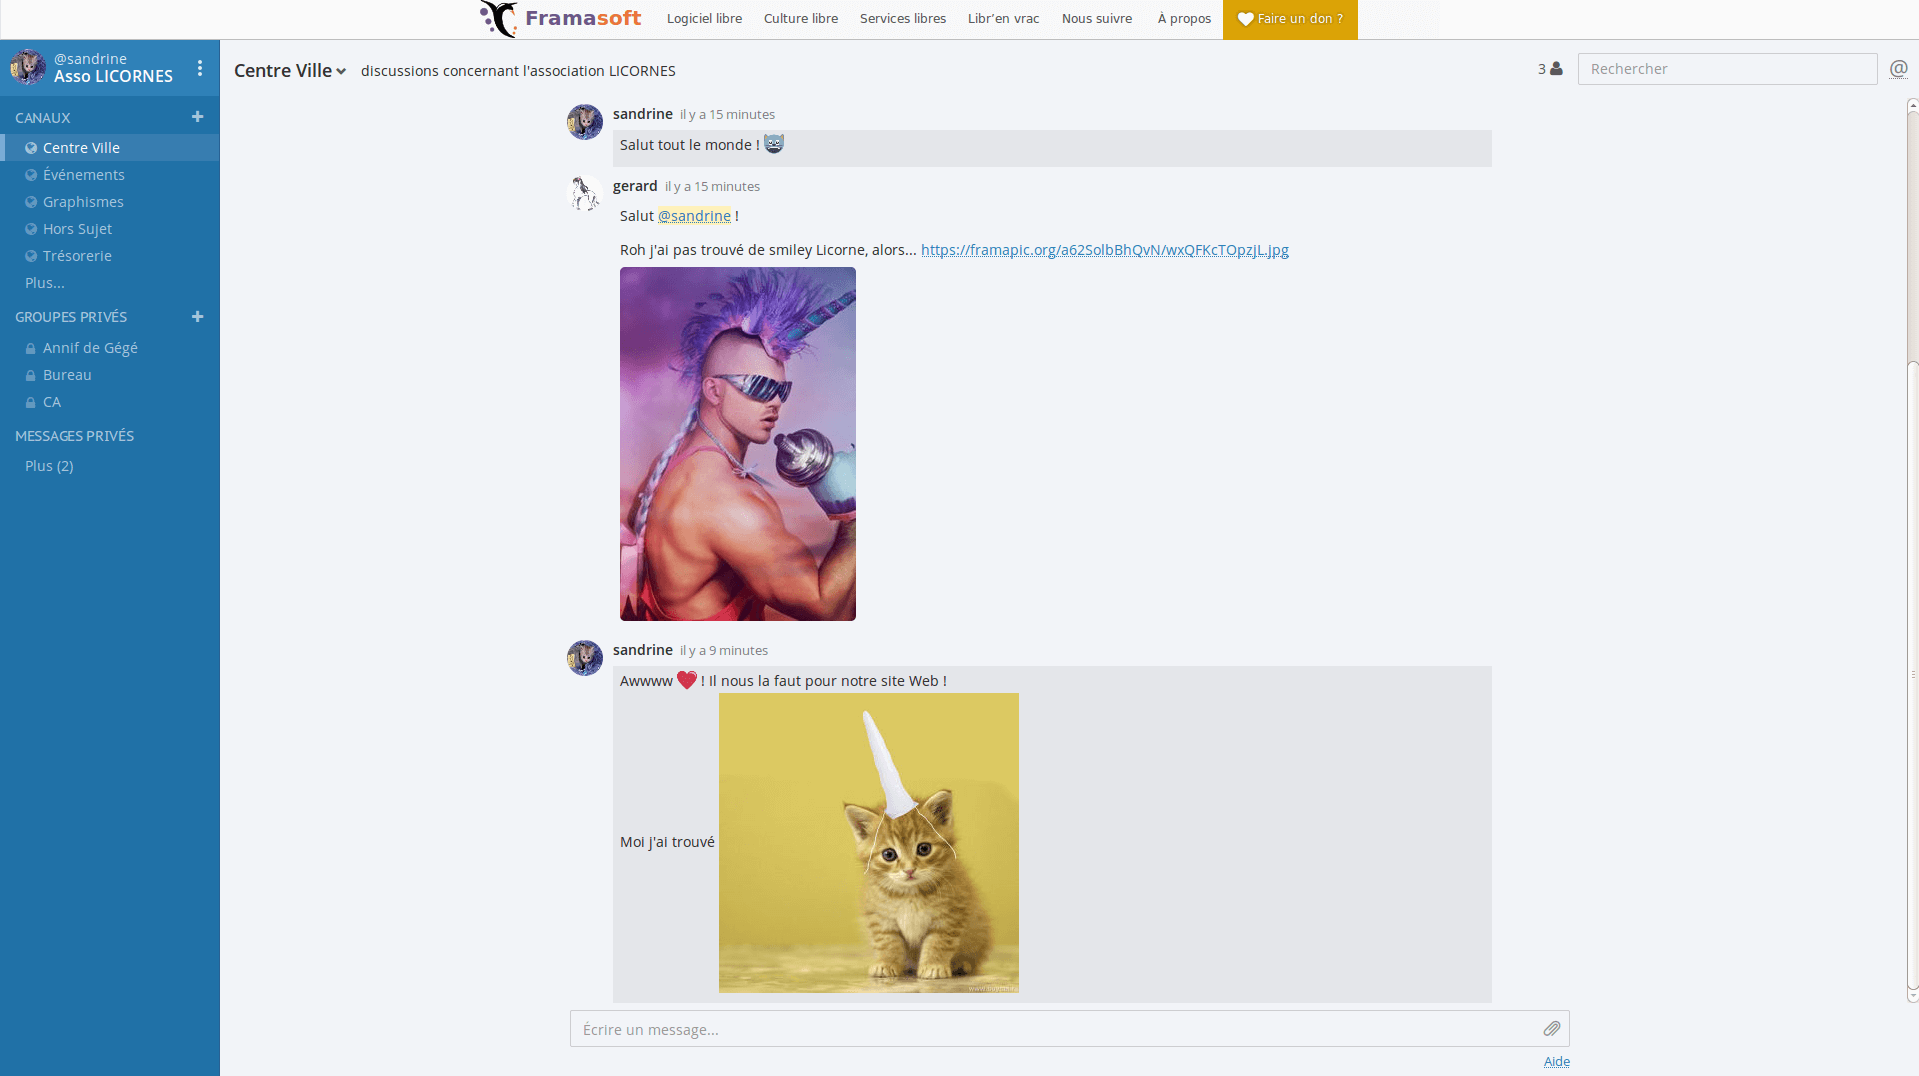 Framasoft
Logiciel libre Culture libre Services libres Libr'en vrac Nous suivre À propos Faire un don ?
@sandrine
Asso LICORNES
CANAUX
Centre Ville
Événements
Graphismes
Hors Sujet
Trésorerie
Plus...
GROUPES PRIVÉS
Annif de Gégé
Bureau
CA
MESSAGES PRIVÉS
Plus (2)
Centre Ville discussions concernant l'association LICORNES
3 Rechercher @
sandrine il y a 15 minutes
Salut tout le monde !
gerard il y a 15 minutes
Salut @sandrine !
Roh j'ai pas trouvé de smiley Licorne, alors... https://framapic.org/a62SolbBhQvN/wxQFKcTOpzjL.jpg
sandrine il y a 9 minutes
Awwww ! Il nous la faut pour notre site Web !
Moi j'ai trouvé
Écrire un message...
Aide